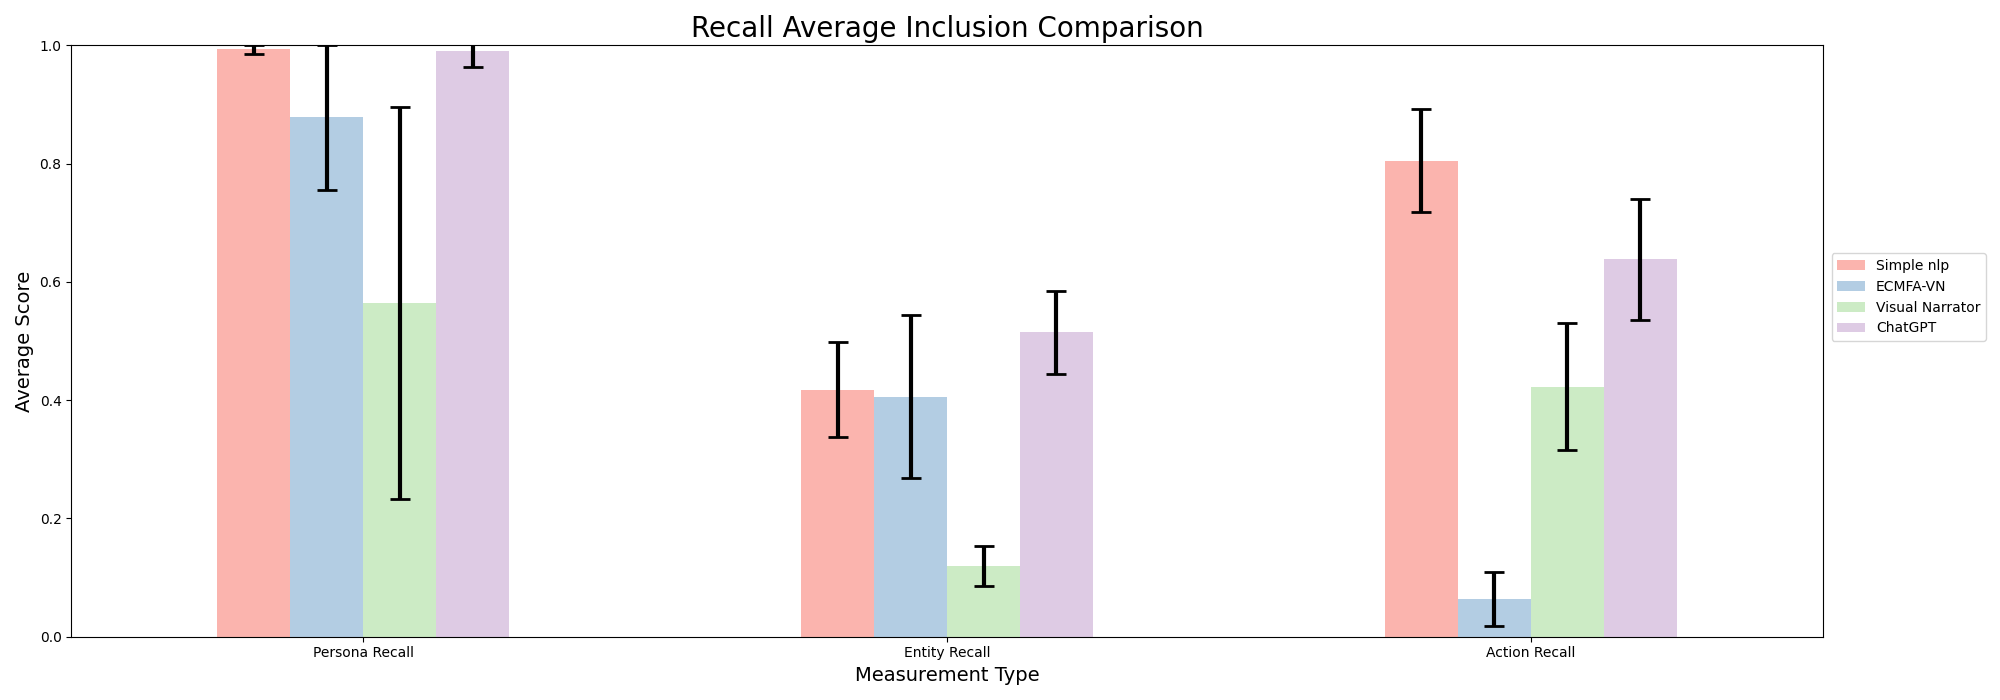 Recall Average Inclusion Comparison
1.0
0.8
0.6
0.4
0.2
0.0
Average Score
Persona Recall
Entity Recall
Action Recall
Measurement Type
Simple nlp
ECMFA-VN
Visual Narrator
ChatGPT